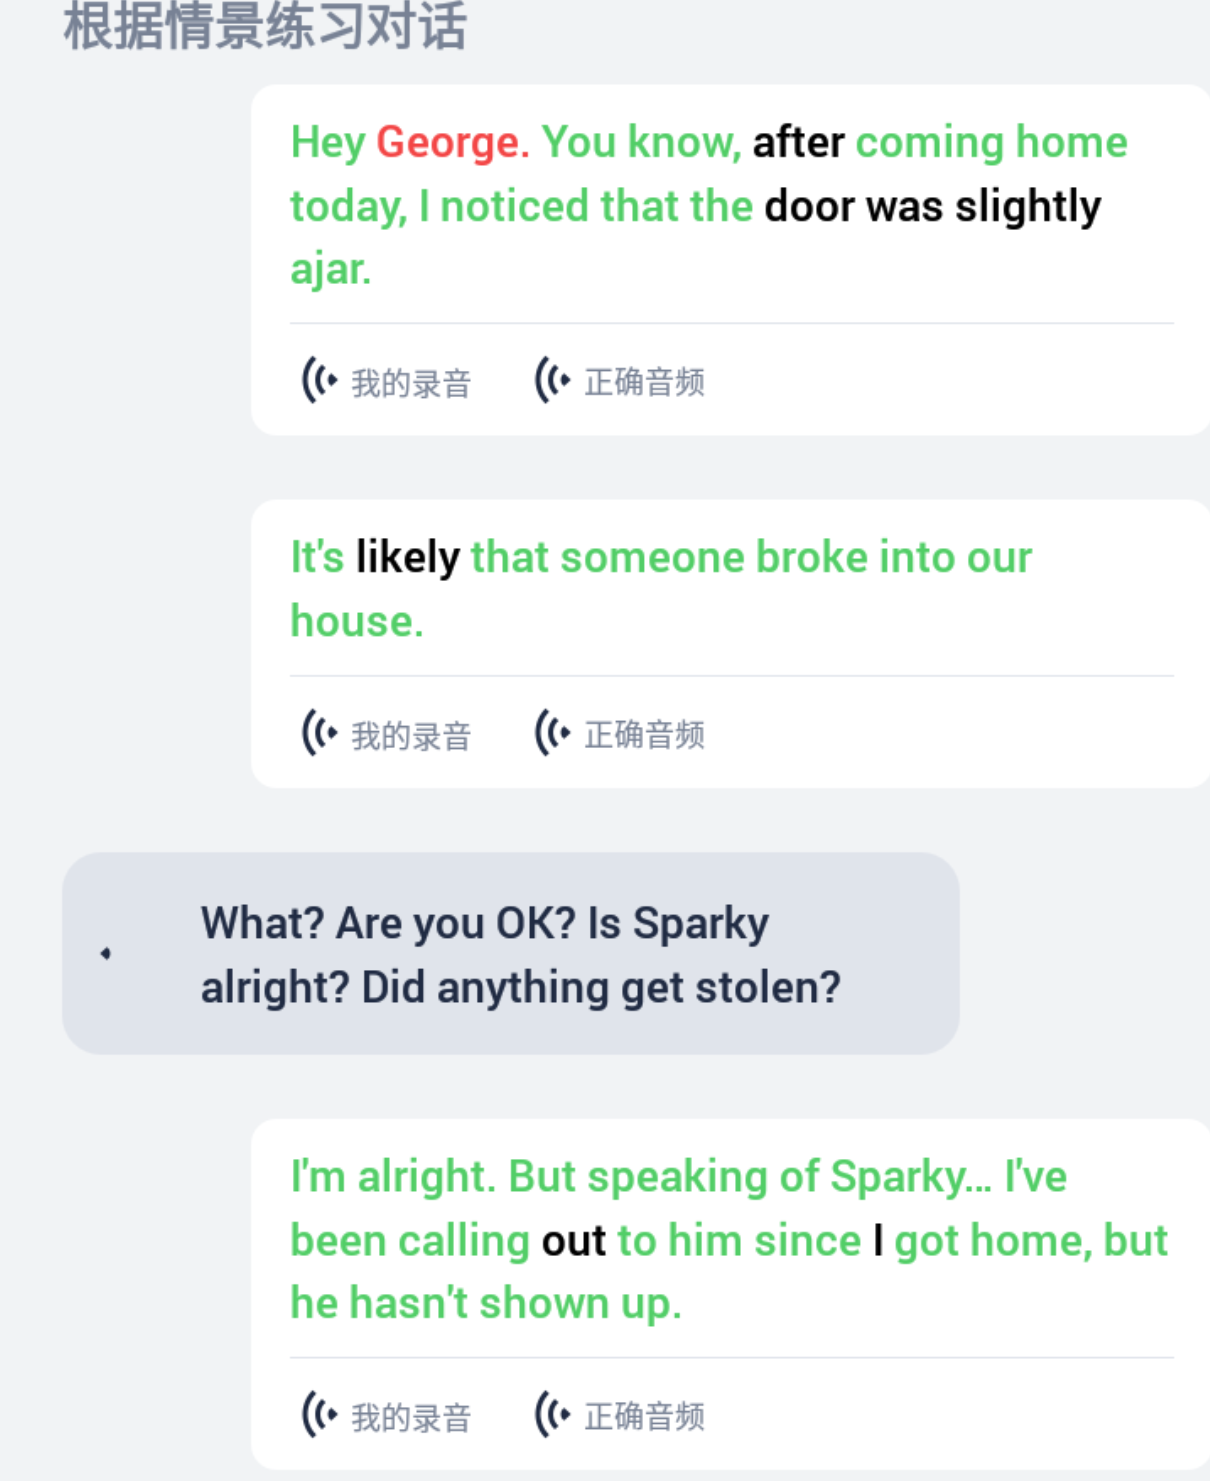 根据情景练习对话
Hey George. You know, after coming home
today, I noticed that the door was slightly
ajar.
我的录音 正确音频
It's likely that someone broke into our
house.
我的录音 正确音频
What? Are you OK? Is Sparky
alright? Did anything get stolen?
I'm alright. But speaking of Sparky... I've
been calling out to him since I got home, but
he hasn't shown up.
我的录音 正确音频